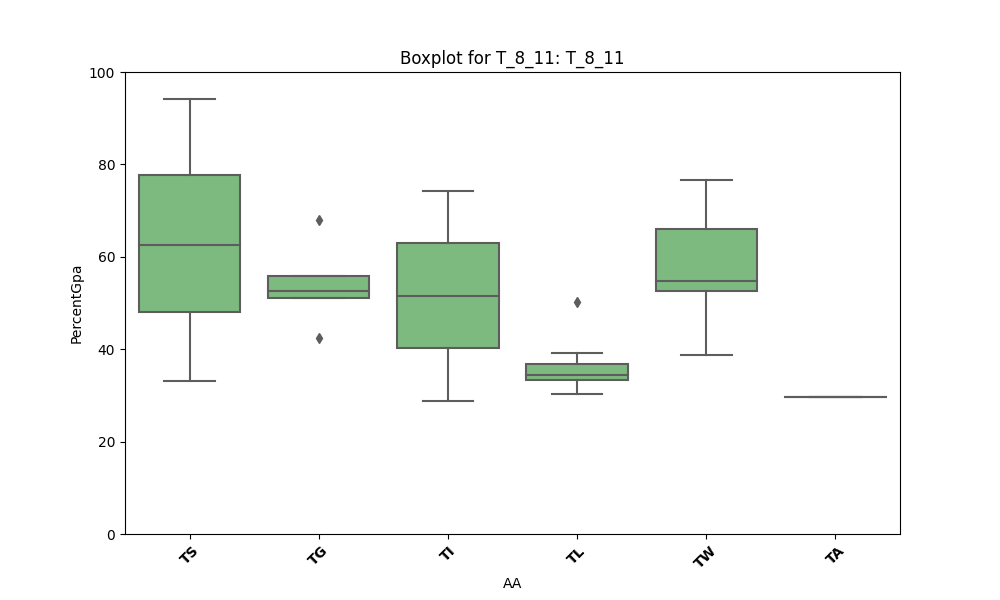 Boxplot for T_8_11: T_8_11
PercentGpa
100
80
60
40
20
0
TS
TG
TI
TL
TW
TA
AA